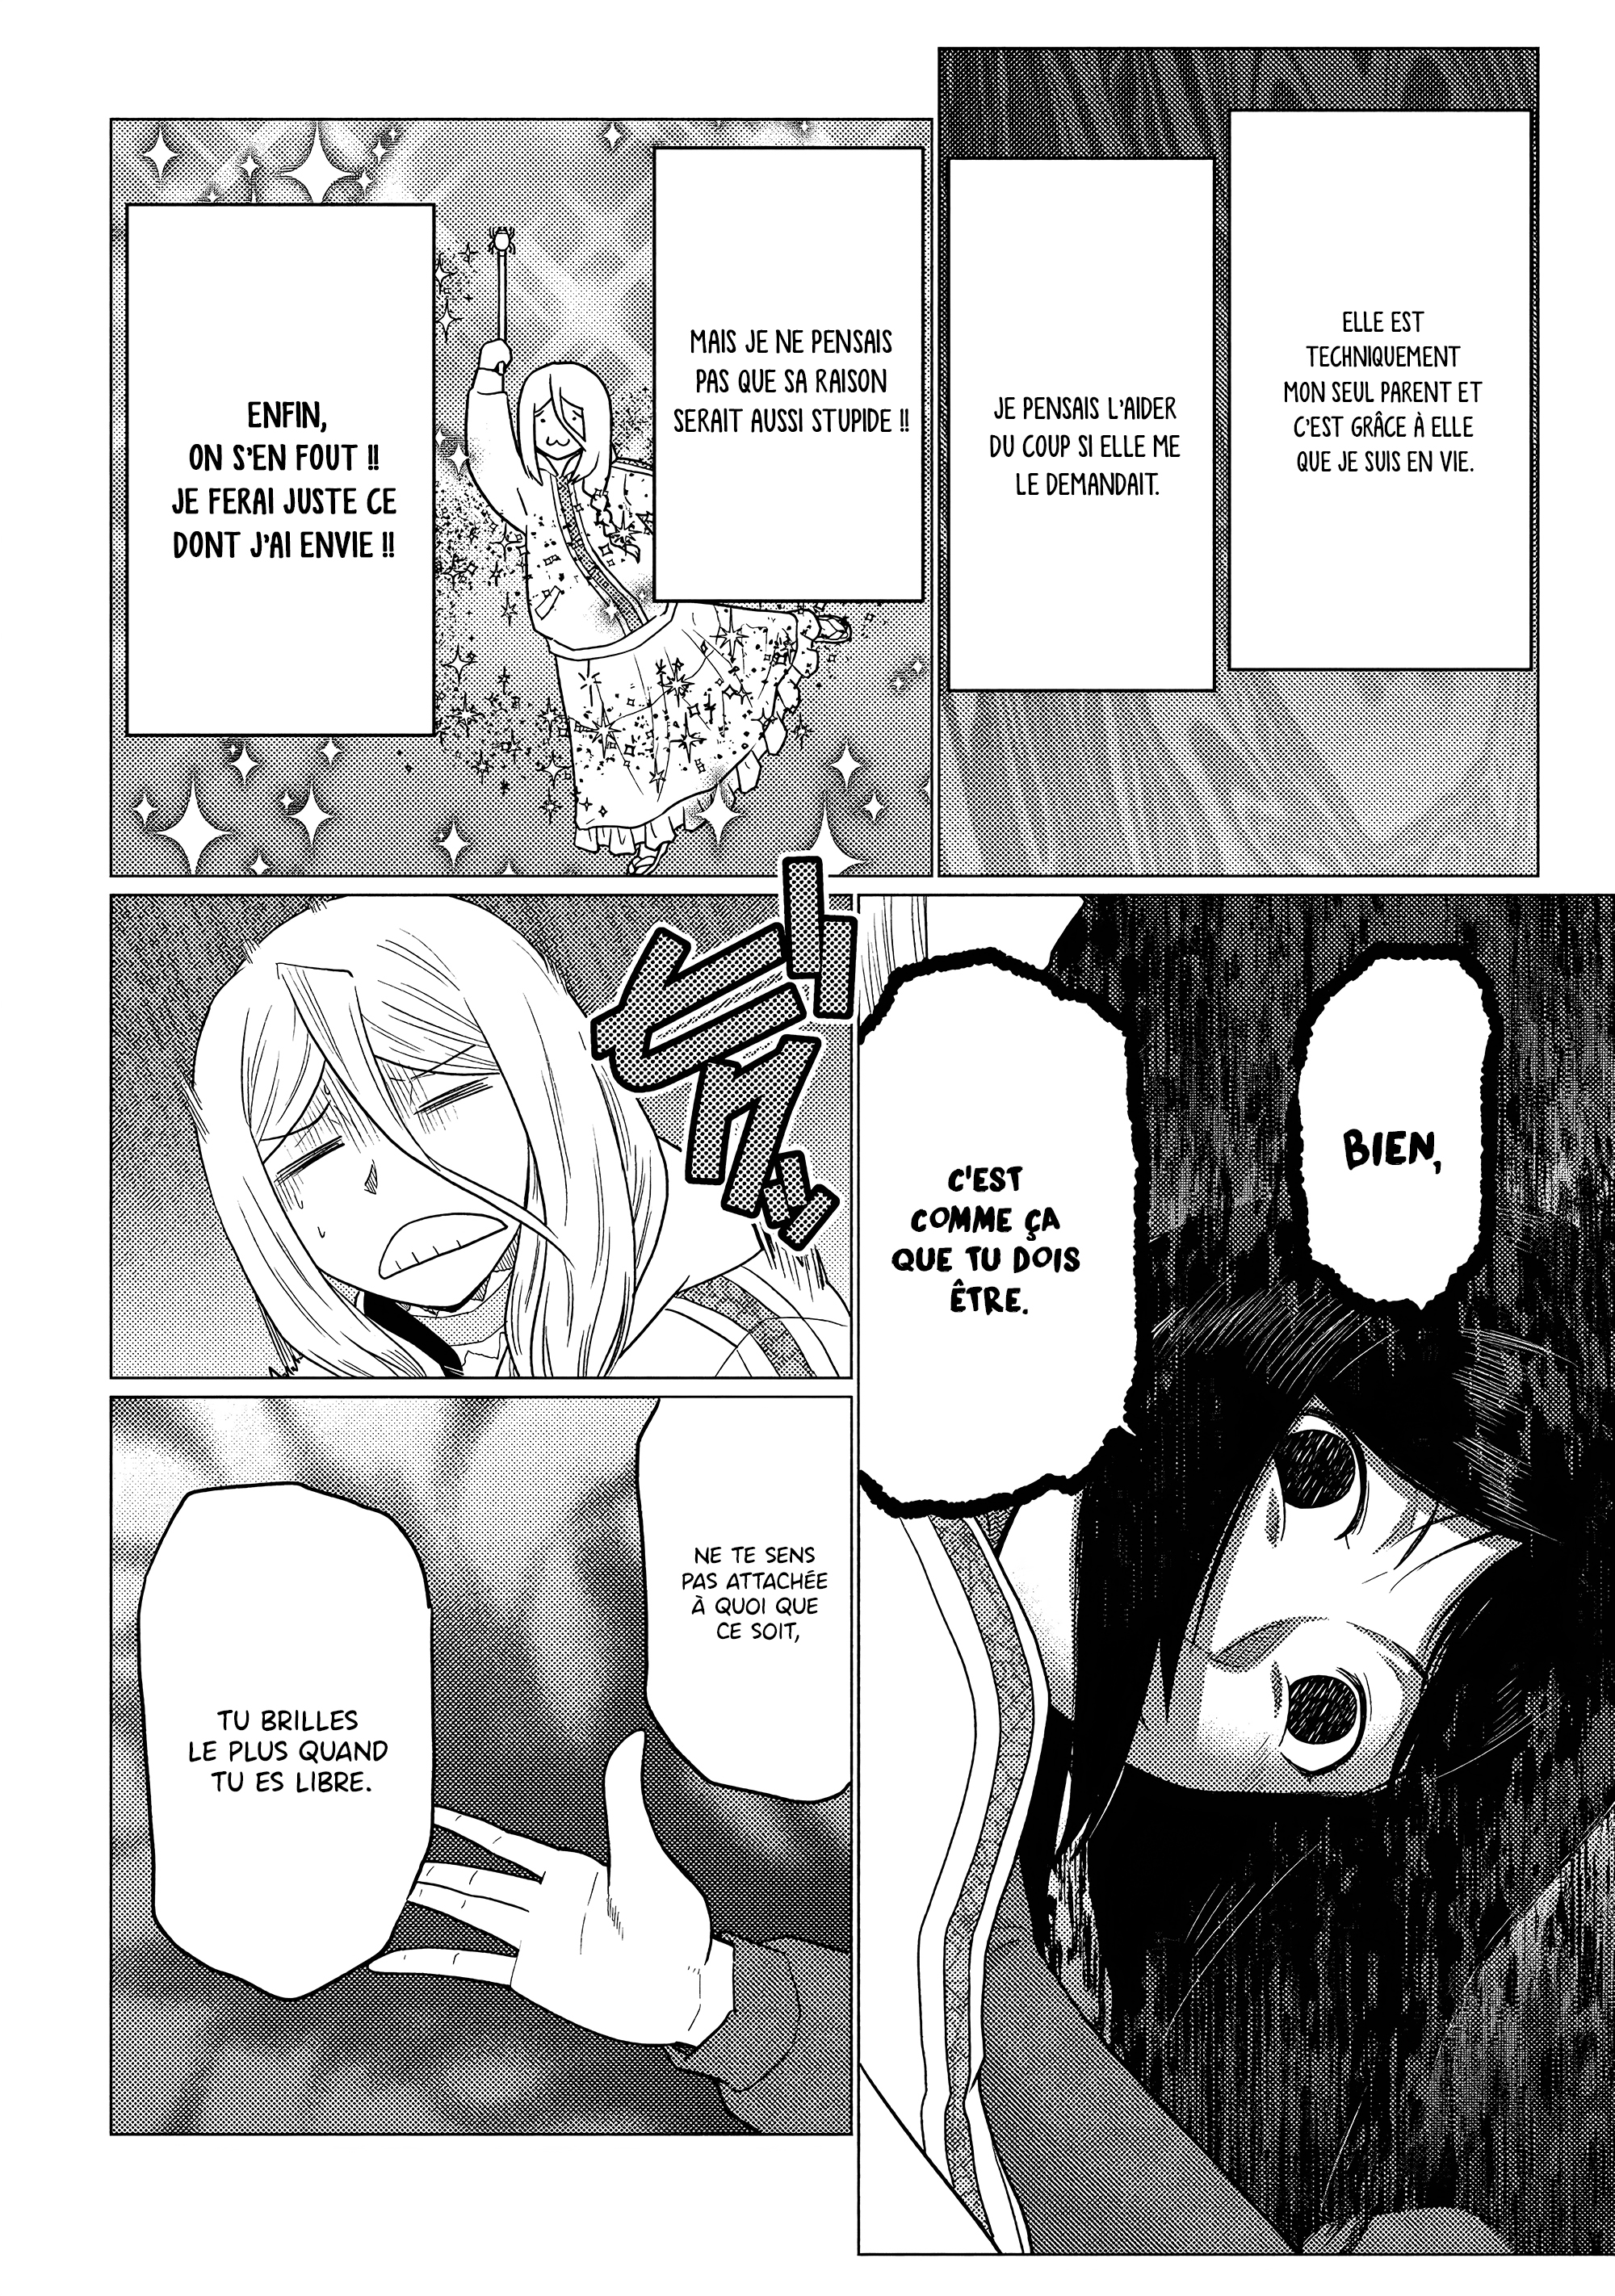 ELLE EST
TECHNIQUEMENT
MON SEUL PARENT ET
C'EST GRÂCE À ELLE
QUE JE SUIS EN VIE.
JE PENSAIS L'AIDER
DU COUP SI ELLE ME
LE DEMANDAIT.
MAIS JE NE PENSAIS
PAS QUE SA RAISON
SERAIT AUSSI STUPIDE !!
ENFIN,
ON S'EN FOUT !!
JE FERAI JUSTE CE
DONT J'AI ENVIE !!
BIEN,
C'EST
COMME ÇA
QUE TU DOIS
ÊTRE.
ビクッ
NE TE SENS
PAS ATTACHÉE
À QUOI QUE
CE SOIT,
TU BRILLES
LE PLUS QUAND
TU ES LIBRE.